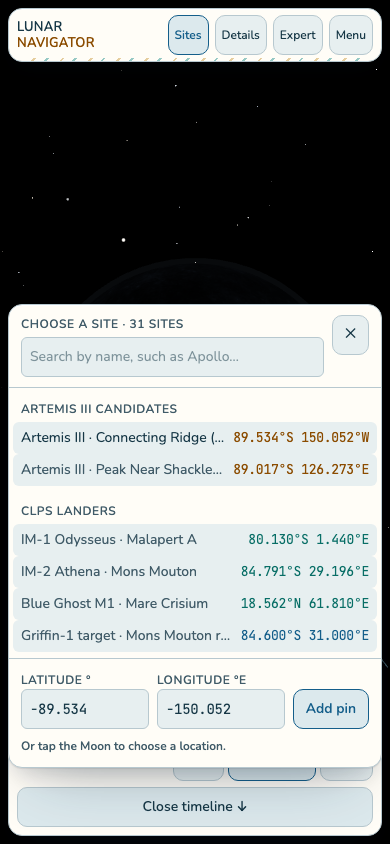 LUNAR
NAVIGATOR
Sites
Details
Expert
Menu
CHOOSE A SITE · 31 SITES
Search by name, such as Apollo…
×
ARTEMIS III CANDIDATES
Artemis III · Connecting Ridge (… 89.534°S 150.052°W
Artemis III · Peak Near Shackle… 89.017°S 126.273°E
CLPS LANDERS
IM-1 Odysseus · Malapert A 80.130°S 1.440°E
IM-2 Athena · Mons Mouton 84.791°S 29.196°E
Blue Ghost M1 · Mare Crisium 18.562°N 61.810°E
Griffin-1 target · Mons Mouton r… 84.600°S 31.000°E
LATITUDE ° LONGITUDE °E
-89.534 -150.052 Add pin
Or tap the Moon to choose a location.
Close timeline ↓